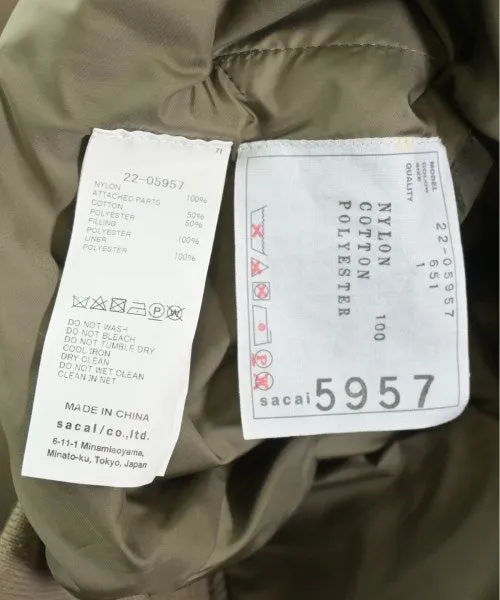 22-05957
NYLON 100%
ATTACHED PARTS
COTTON 50%
POLYESTER 50%
FILLING
POLYESTER 100%
LINER
POLYESTER 100%
DO NOT WASH
DO NOT BLEACH
DO NOT TUMBLE DRY
COOL IRON
DRY CLEAN
DO NOT WET CLEAN
CLEAN IN NET
MADE IN CHINA
sacai/co.,ltd.
6-11-1 Minamiaoyama,
Minato-ku, Tokyo, Japan
MODEL 22-05957
COLOR 651
SIZE 1
QUALITY
NYLON 100
COTTON
POLYESTER
sacai 5957